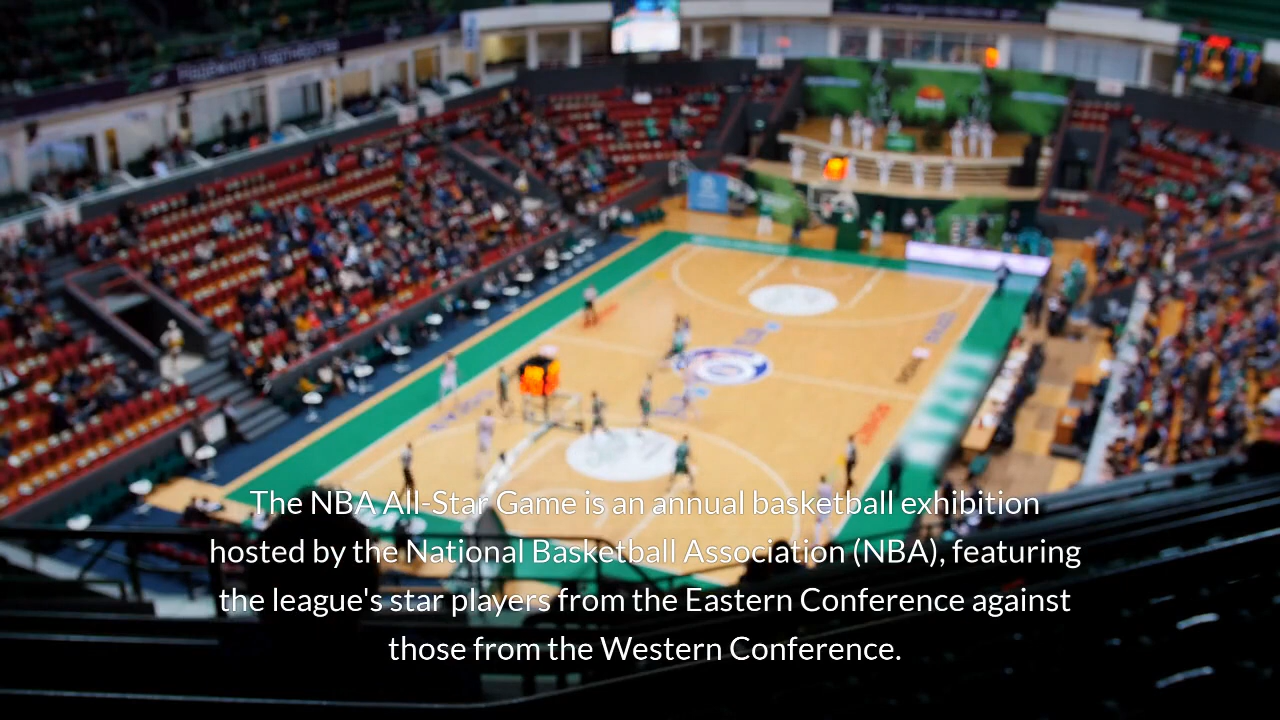 The NBA All-Star Game is an annual basketball exhibition
hosted by the National Basketball Association (NBA), featuring
the league's star players from the Eastern Conference against
those from the Western Conference.